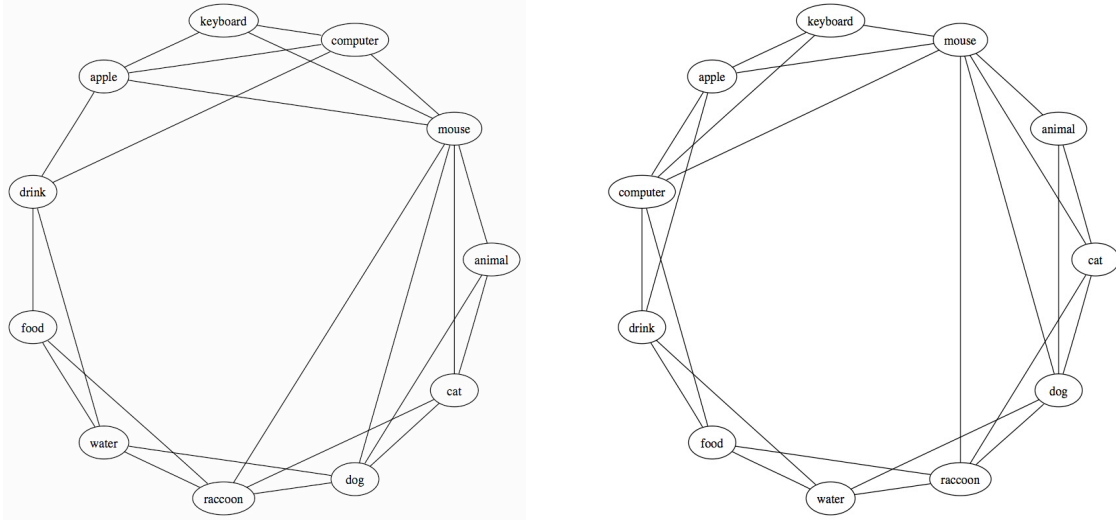 keyboard
computer
apple
mouse
drink
animal
food
cat
water
dog
raccoon
keyboard
mouse
apple
animal
computer
cat
drink
dog
food
raccoon
water